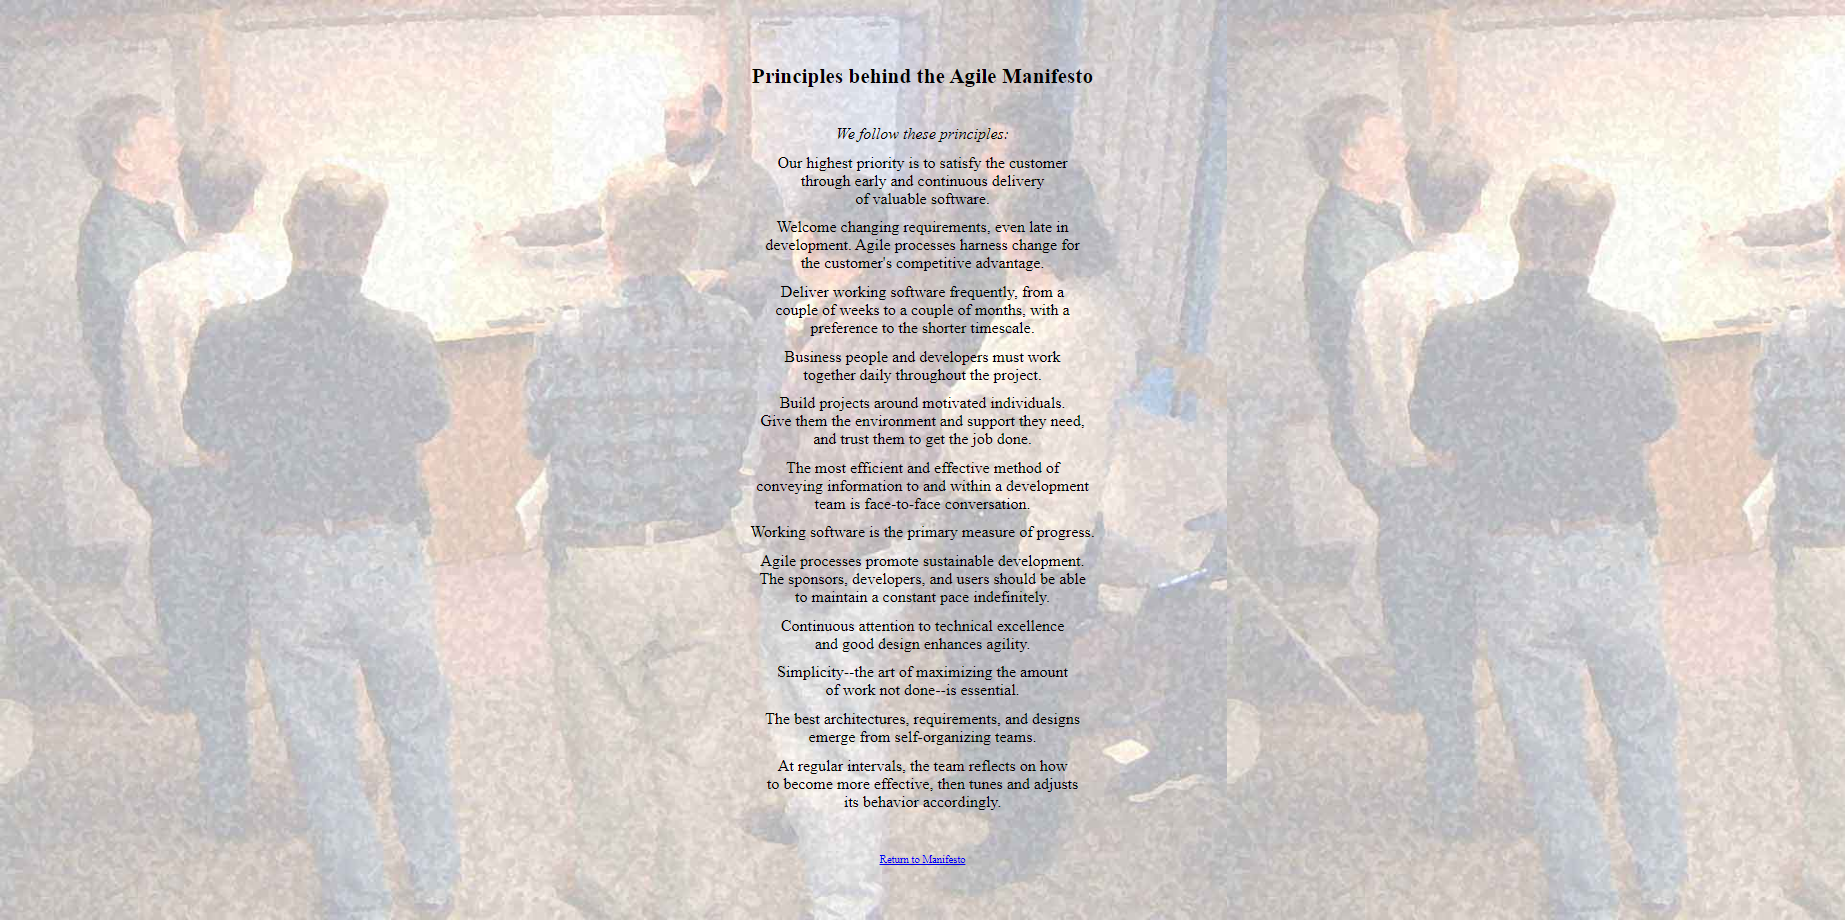 Principles behind the Agile Manifesto
We follow these principles:
Our highest priority is to satisfy the customer
through early and continuous delivery
of valuable software.
Welcome changing requirements, even late in
development. Agile processes harness change for
the customer's competitive advantage.
Deliver working software frequently, from a
couple of weeks to a couple of months, with a
preference to the shorter timescale.
Business people and developers must work
together daily throughout the project.
Build projects around motivated individuals.
Give them the environment and support they need,
and trust them to get the job done.
The most efficient and effective method of
conveying information to and within a development
team is face-to-face conversation.
Working software is the primary measure of progress.
Agile processes promote sustainable development.
The sponsors, developers, and users should be able
to maintain a constant pace indefinitely.
Continuous attention to technical excellence
and good design enhances agility.
Simplicity--the art of maximizing the amount
of work not done--is essential.
The best architectures, requirements, and designs
emerge from self-organizing teams.
At regular intervals, the team reflects on how
to become more effective, then tunes and adjusts
its behavior accordingly.
Return to Manifesto